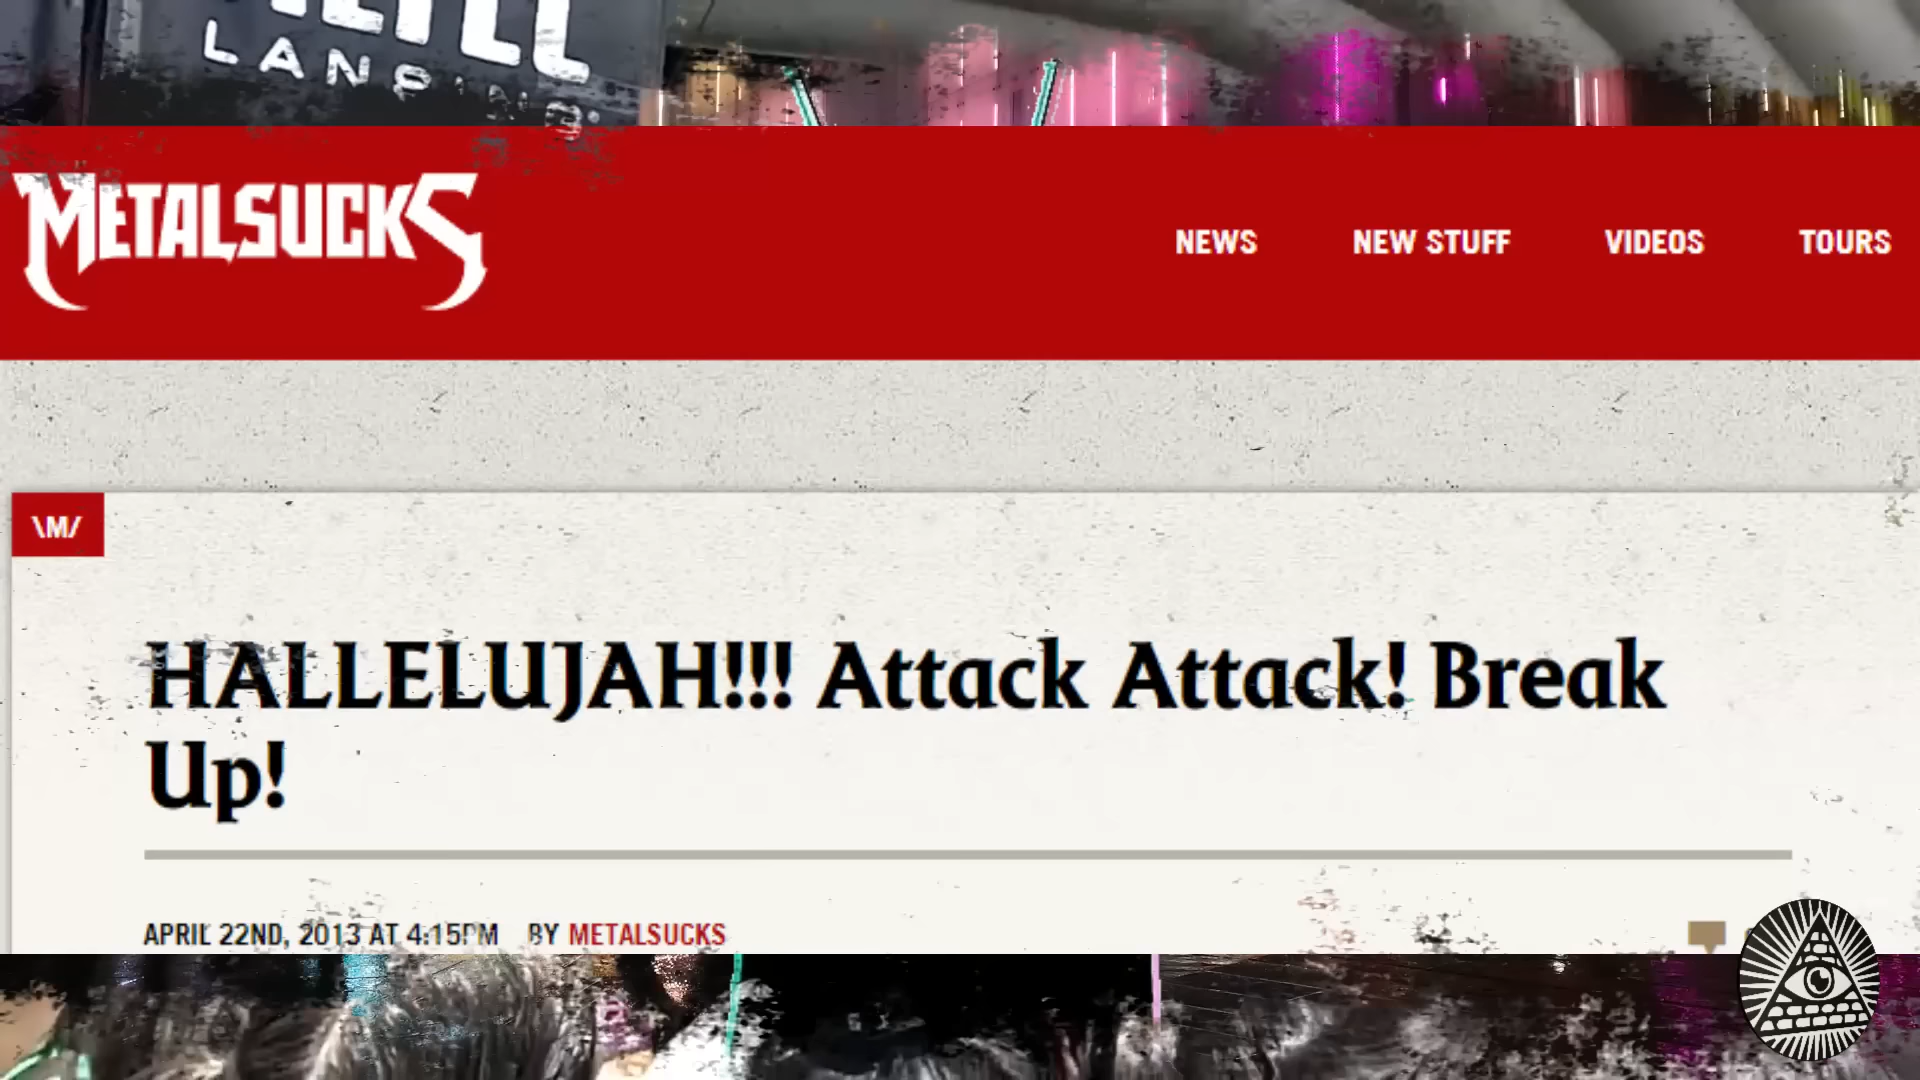 LANSING
METALSUCKS
NEWS NEW STUFF VIDEOS TOURS
\M/
HALLELUJAH!!! Attack Attack! Break
Up!
APRIL 22ND, 2013 AT 4:15PM BY METALSUCKS